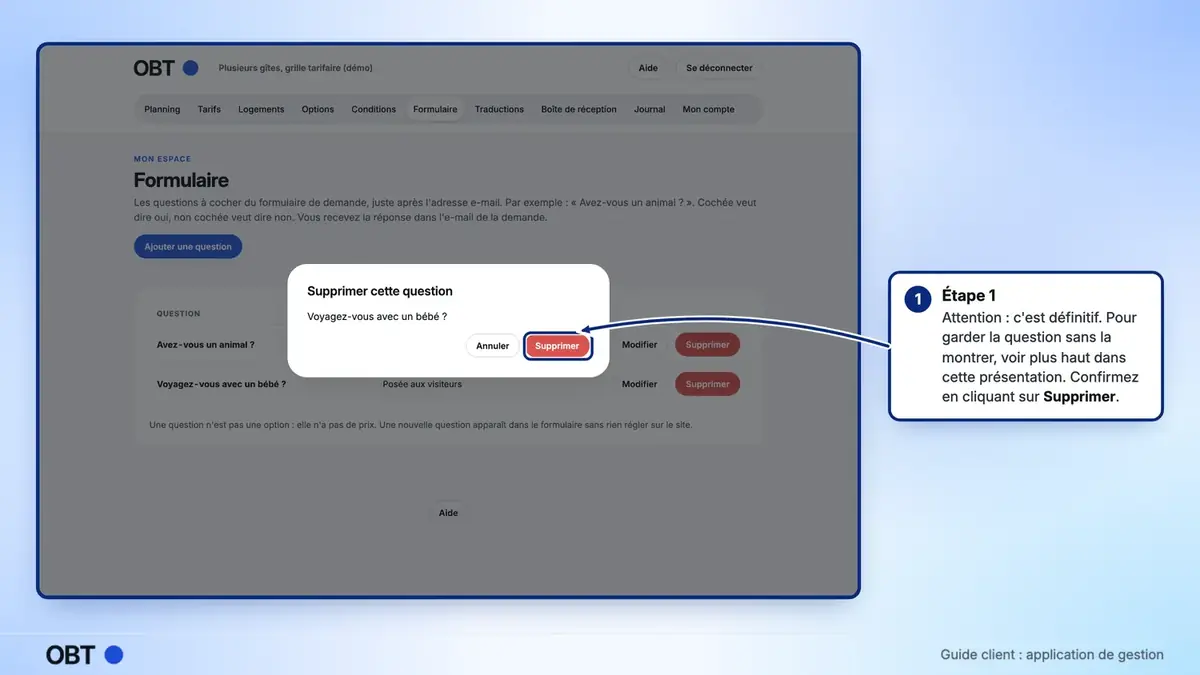 OBT
Plusieurs gîtes, grille tarifaire (démo)
Aide
Se déconnecter
Planning
Tarifs
Logements
Options
Conditions
Formulaire
Traductions
Boîte de réception
Journal
Mon compte
MON ESPACE
Formulaire
Les questions à cocher du formulaire de demande, juste après l'adresse e-mail. Par exemple : « Avez-vous un animal ? ». Cochée veut
dire oui, non cochée veut dire non. Vous recevez la réponse dans l'e-mail de la demande.
Ajouter une question
Supprimer cette question
Voyagez-vous avec un bébé ?
Annuler
Supprimer
QUESTION
Avez-vous un animal ?
Modifier
Supprimer
Voyagez-vous avec un bébé ?
Posée aux visiteurs
Modifier
Supprimer
Une question n'est pas une option : elle n'a pas de prix. Une nouvelle question apparaît dans le formulaire sans rien régler sur le site.
Aide
1
Étape 1
Attention : c'est définitif. Pour
garder la question sans la
montrer, voir plus haut dans
cette présentation. Confirmez
en cliquant sur Supprimer.
OBT
Guide client : application de gestion